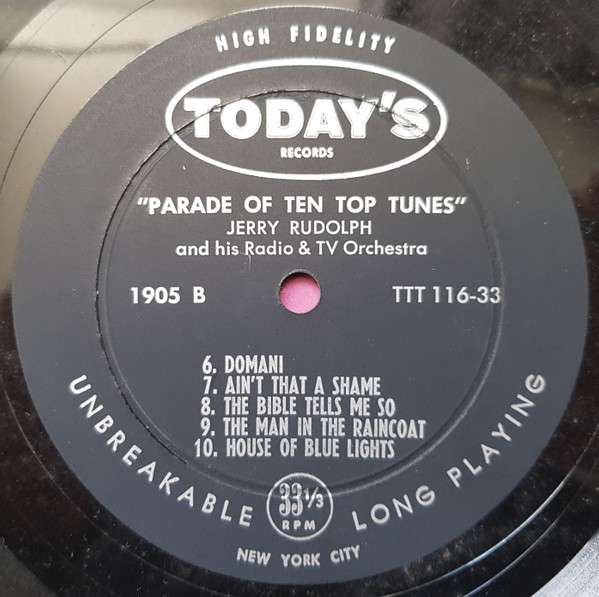 HIGH FIDELITY
TODAY'S
RECORDS
"PARADE OF TEN TOP TUNES"
JERRY RUDOLPH
and his Radio & TV Orchestra
1905 B TTT 116-33
6. DOMANI
7. AIN'T THAT A SHAME
8. THE BIBLE TELLS ME SO
9. THE MAN IN THE RAINCOAT
10. HOUSE OF BLUE LIGHTS
UNBREAKABLE
33 1/3
RPM
LONG PLAYING
NEW YORK CITY